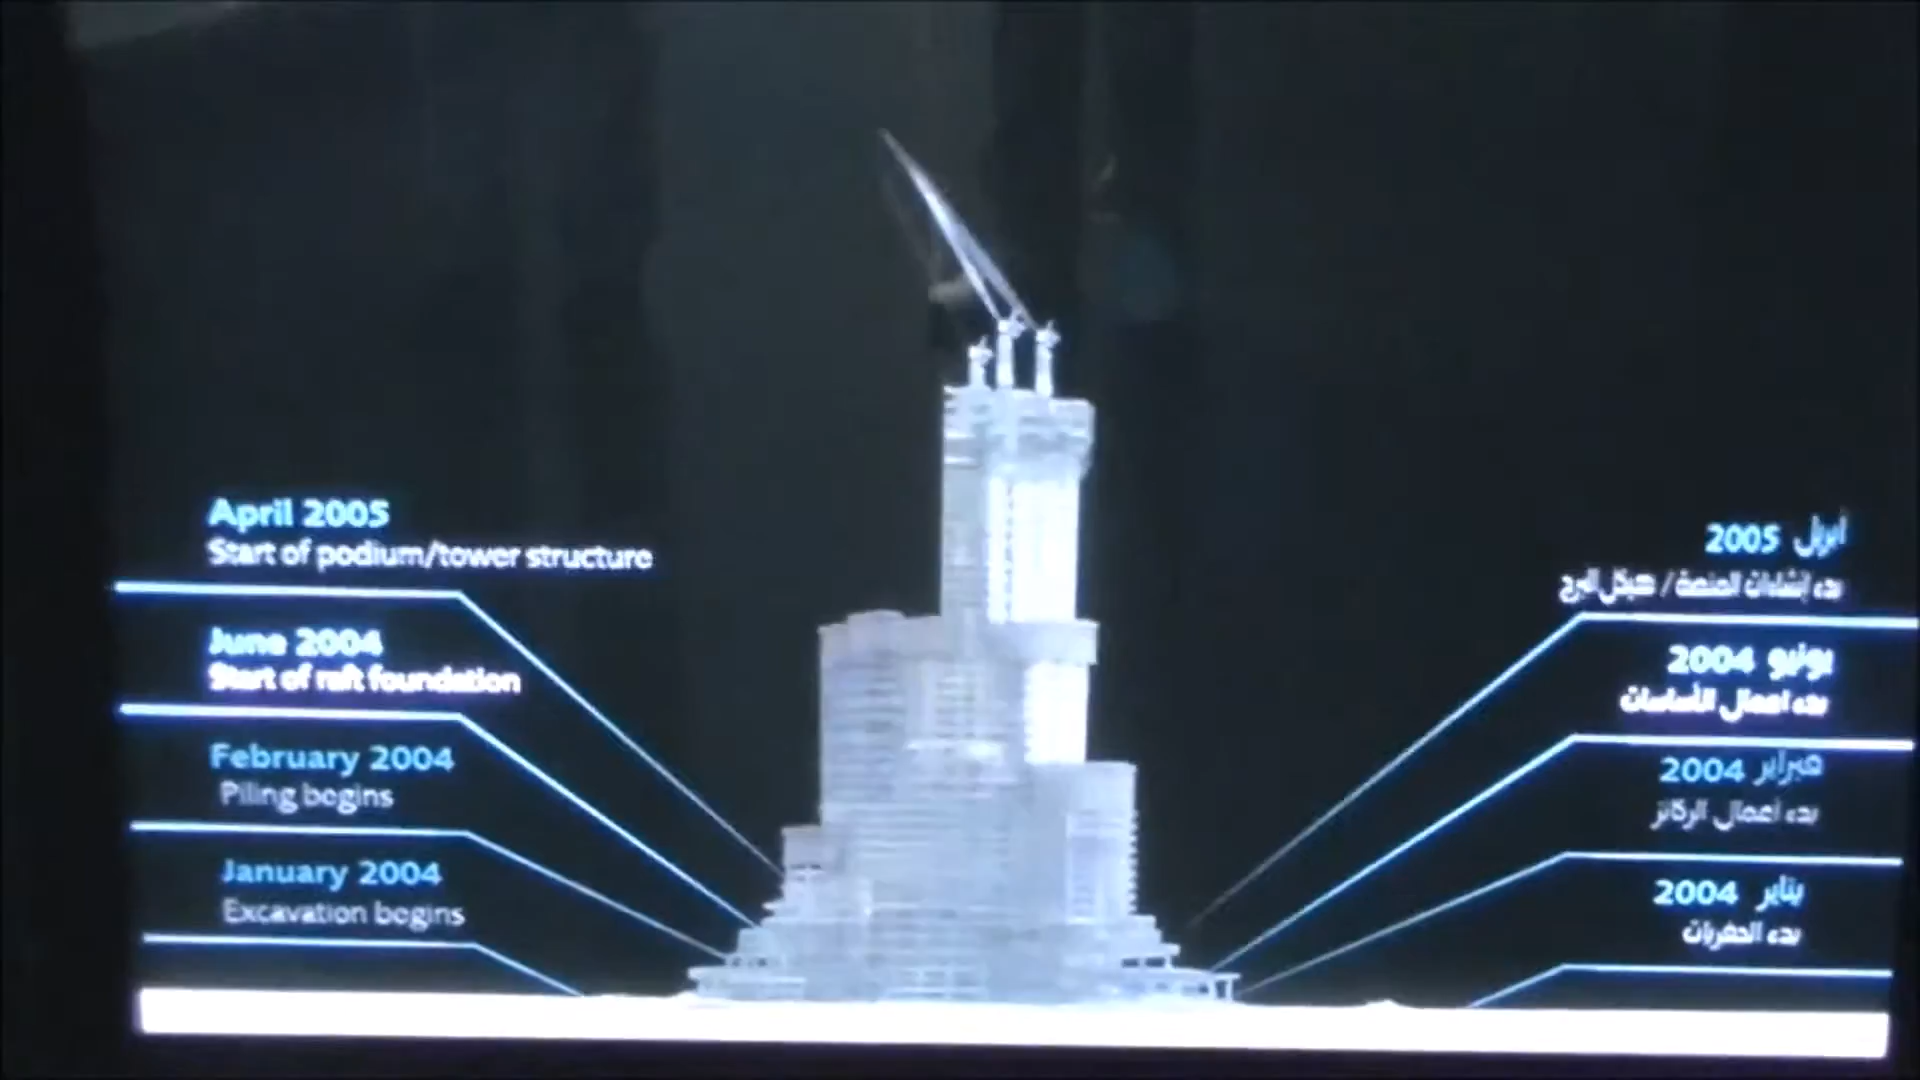 April 2005
Start of podium/tower structure
June 2004
Start of raft foundation
February 2004
Piling begins
January 2004
Excavation begins
ابريل 2005
بدء إنشاءات المنصة / هيكل البرج
يونيو 2004
بدء اعمال الأساسات
فبراير 2004
بدء أعمال الركائز
يناير 2004
بدء الحفريات